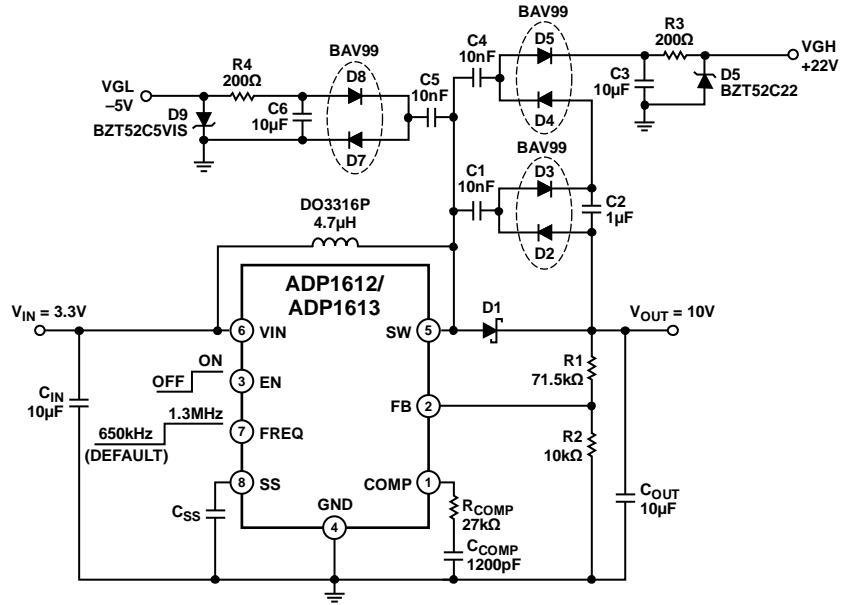 BAV99
BAV99
R4
200Ω
D8
D7
C5
10nF
C4
10nF
D5
D4
R3
200Ω
VGH
+22V
C3
10µF
D5
BZT52C22
VGL
–5V
D9
BZT52C5VIS
C6
10µF
BAV99
C1
10nF
D3
D2
C2
1µF
DO3316P
4.7µH
ADP1612/
ADP1613
VIN = 3.3V
6
VIN
SW
5
D1
VOUT = 10V
ON
OFF
3
EN
R1
71.5kΩ
CIN
10µF
FB
2
1.3MHz
650kHz
(DEFAULT)
7
FREQ
R2
10kΩ
8
SS
COMP
1
CSS
GND
4
RCOMP
27kΩ
CCOMP
1200pF
COUT
10µF